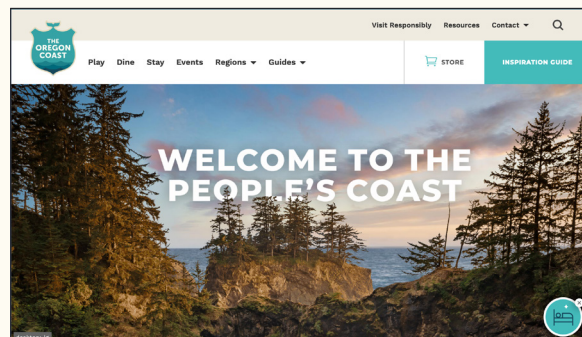 Visit Responsibly Resources Contact
THE
OREGON
COAST
Play Dine Stay Events Regions Guides
STORE
INSPIRATION GUIDE
WELCOME TO THE
PEOPLE'S COAST